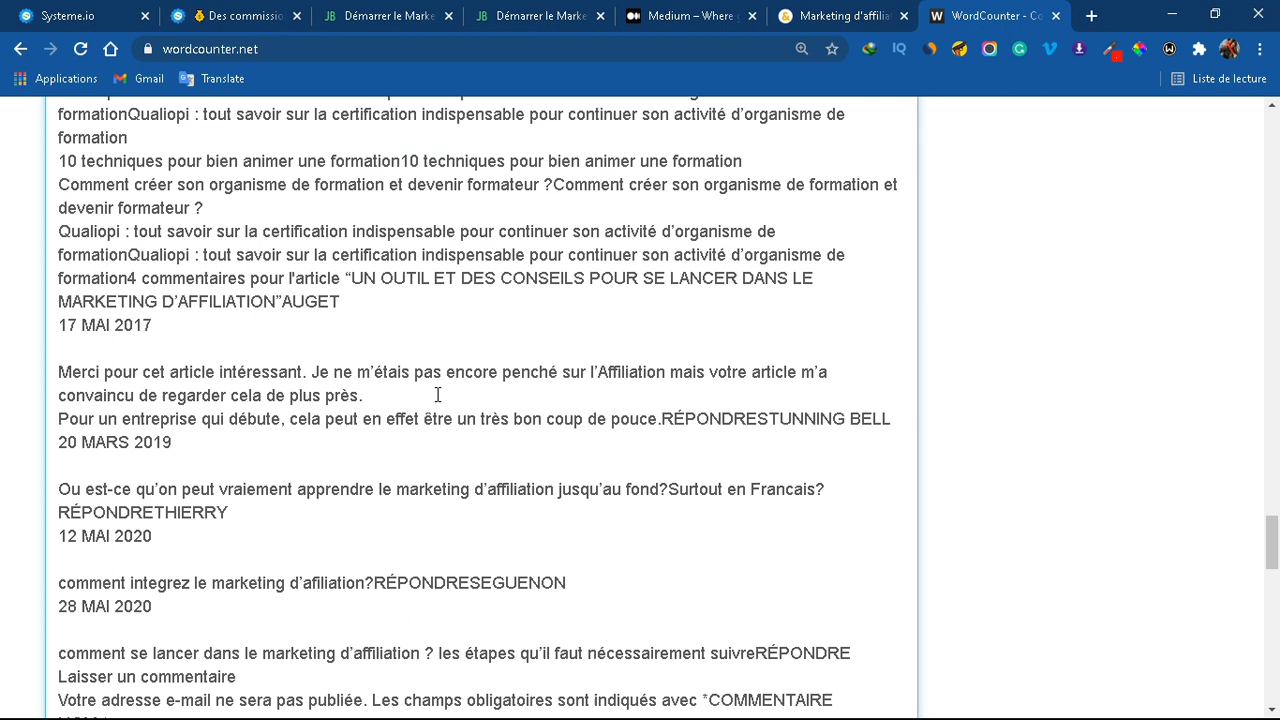 Systeme.io
Des commissio
Démarrer le Marke
Démarrer le Marke
Medium – Where
Marketing d'affilia
WordCounter - Co
wordcounter.net
Applications
Gmail
Translate
Liste de lecture
formationQualiopi : tout savoir sur la certification indispensable pour continuer son activité d'organisme de
formation
10 techniques pour bien animer une formation10 techniques pour bien animer une formation
Comment créer son organisme de formation et devenir formateur ?Comment créer son organisme de formation et
devenir formateur ?
Qualiopi : tout savoir sur la certification indispensable pour continuer son activité d'organisme de
formationQualiopi : tout savoir sur la certification indispensable pour continuer son activité d'organisme de
formation4 commentaires pour l'article “UN OUTIL ET DES CONSEILS POUR SE LANCER DANS LE
MARKETING D'AFFILIATION”AUGET
17 MAI 2017
Merci pour cet article intéressant. Je ne m'étais pas encore penché sur l'Affiliation mais votre article m'a
convaincu de regarder cela de plus près.
Pour un entreprise qui débute, cela peut en effet être un très bon coup de pouce.RÉPONDRESTUNNING BELL
20 MARS 2019
Ou est-ce qu'on peut vraiement apprendre le marketing d'affiliation jusqu'au fond?Surtout en Francais?
RÉPONDRETHIERRY
12 MAI 2020
comment integrez le marketing d'afiliation?RÉPONDRESEGUENON
28 MAI 2020
comment se lancer dans le marketing d'affiliation ? les étapes qu'il faut nécessairement suivreRÉPONDRE
Laisser un commentaire
Votre adresse e-mail ne sera pas publiée. Les champs obligatoires sont indiqués avec *COMMENTAIRE